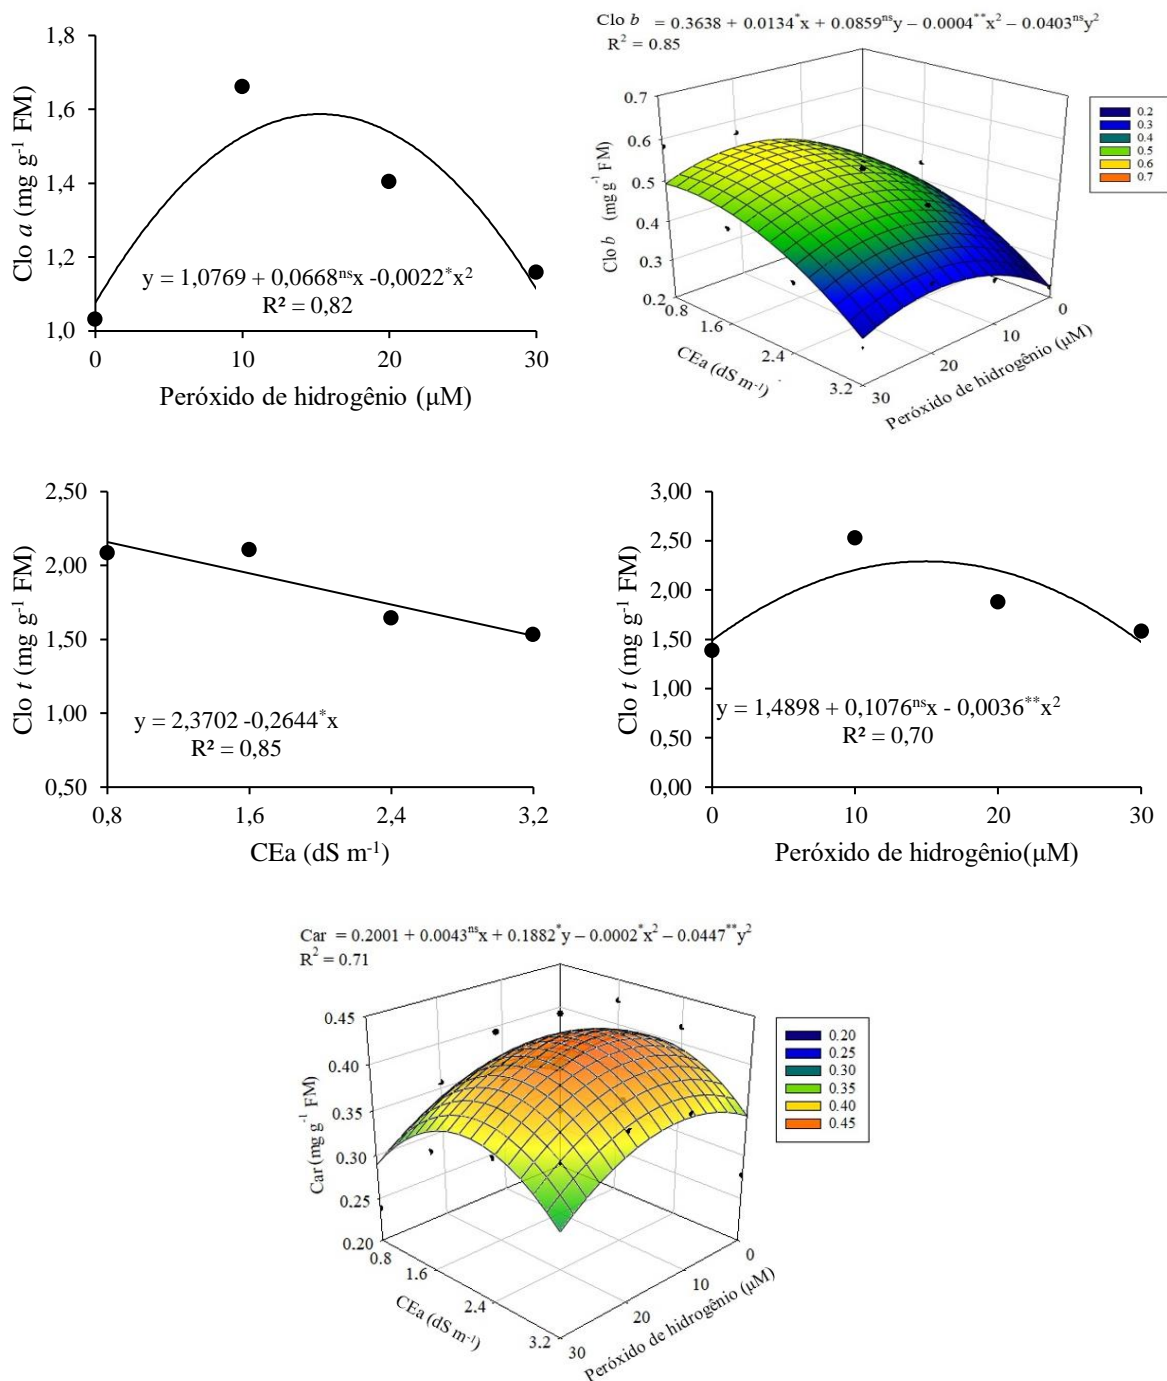 1,8
1,6
1,4
1,2
1,0
Clo a (mg g⁻¹ FM)
y = 1,0769 + 0,0668ⁿˢx -0,0022*x²
R² = 0,82
0 10 20 30
Peróxido de hidrogênio (μM)
Clo b = 0.3638 + 0.0134*x + 0.0859ⁿˢy – 0.0004**x² – 0.0403ⁿˢy²
R² = 0.85
0.7
0.6
0.5
0.4
0.3
0.2
Clo b (mg g⁻¹ FM)
0.8
1.6
2.4
3.2
CEa (dS m⁻¹)
0
10
20
30
Peróxido de hidrogênio (μM)
0.2
0.3
0.4
0.5
0.6
0.7
2,50
2,00
1,50
1,00
0,50
Clo t (mg g⁻¹ FM)
y = 2,3702 -0,2644*x
R² = 0,85
0,8 1,6 2,4 3,2
CEa (dS m⁻¹)
3,00
2,50
2,00
1,50
1,00
0,50
0,00
Clo t (mg g⁻¹ FM)
y = 1,4898 + 0,1076ⁿˢx - 0,0036**x²
R² = 0,70
0 10 20 30
Peróxido de hidrogênio(μM)
Car = 0.2001 + 0.0043ⁿˢx + 0.1882*y – 0.0002*x² – 0.0447**y²
R² = 0.71
0.45
0.40
0.35
0.30
0.25
0.20
Car (mg g⁻¹ FM)
0.8
1.6
2.4
3.2
CEa (dS m⁻¹)
0
10
20
30
Peróxido de hidrogênio (μM)
0.20
0.25
0.30
0.35
0.40
0.45